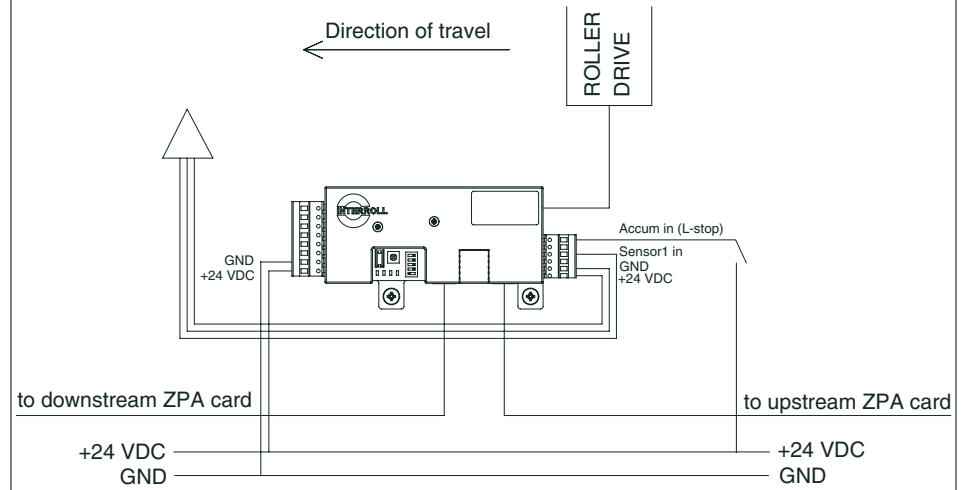 Direction of travel
ROLLER
DRIVE
INTERROLL
Accum in (L-stop)
Sensor1 in
GND
+24 VDC
GND
+24 VDC
to downstream ZPA card
to upstream ZPA card
+24 VDC
+24 VDC
GND
GND